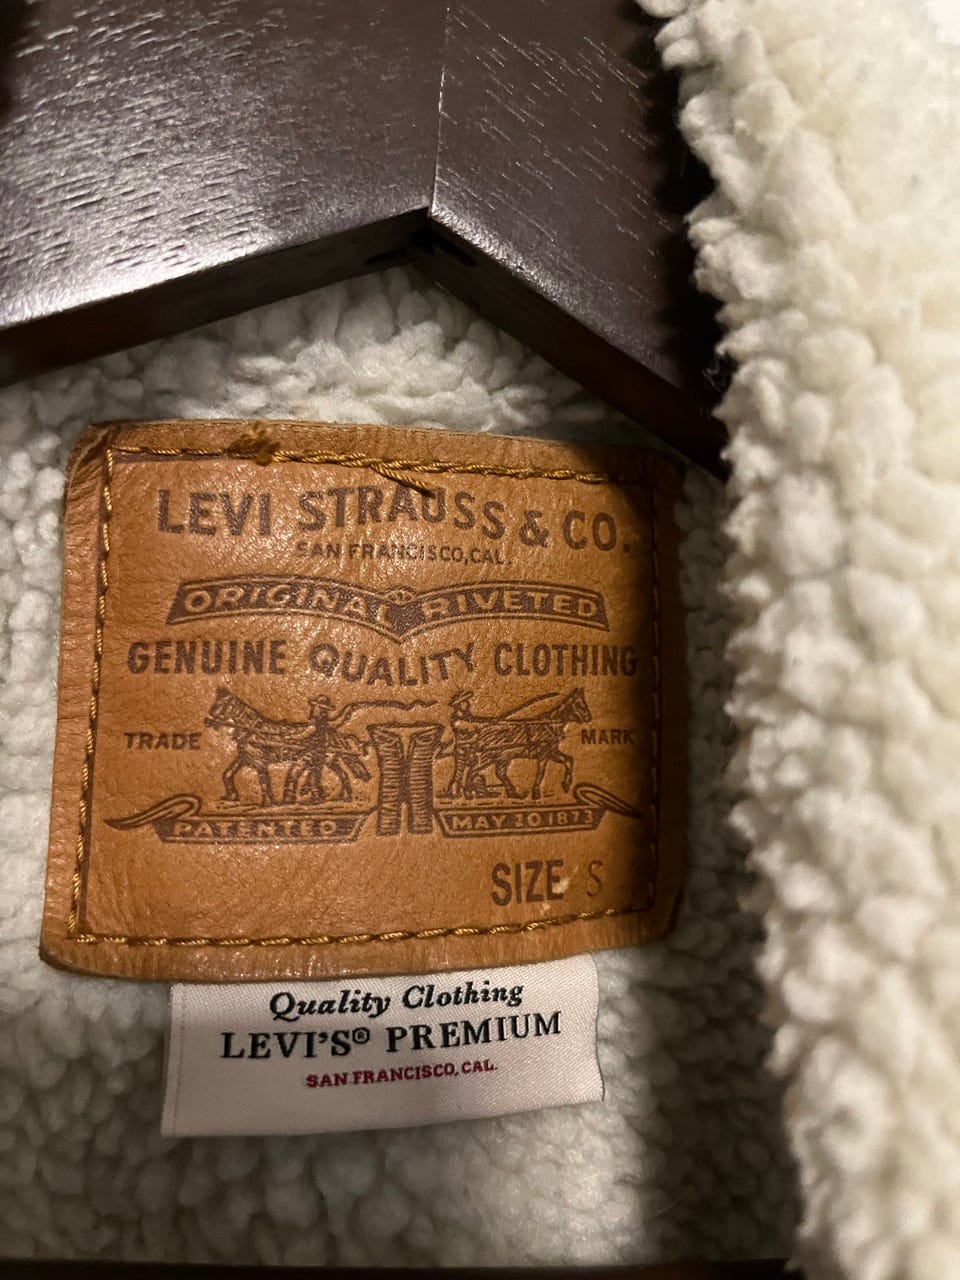 LEVI STRAUSS & CO.
SAN FRANCISCO, CAL.
ORIGINAL RIVETED
GENUINE QUALITY CLOTHING
TRADE MARK
PATENTED MAY 20 1873
SIZE S
Quality Clothing
LEVI'S® PREMIUM
SAN FRANCISCO, CAL.